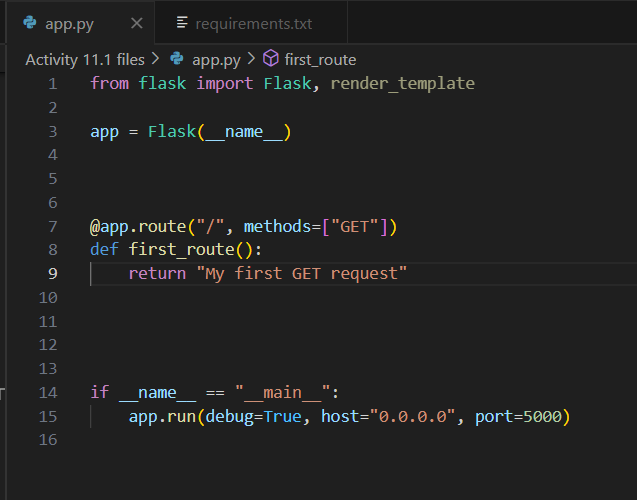 app.py
requirements.txt
Activity 11.1 files > app.py > first_route
1 from flask import Flask, render_template
2
3 app = Flask(__name__)
4
5
6
7 @app.route("/", methods=["GET"])
8 def first_route():
9     return "My first GET request"
10
11
12
13
14 if __name__ == "__main__":
15     app.run(debug=True, host="0.0.0.0", port=5000)
16